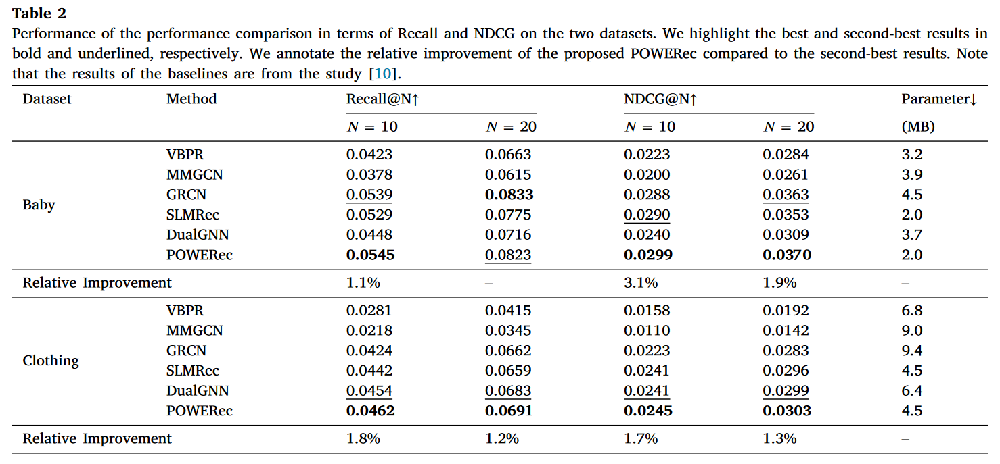 Table 2
Performance of the performance comparison in terms of Recall and NDCG on the two datasets. We highlight the best and second-best results in
bold and underlined, respectively. We annotate the relative improvement of the proposed POWERec compared to the second-best results. Note
that the results of the baselines are from the study [10].
Dataset Method Recall@N↑ NDCG@N↑ Parameter↓
N = 10 N = 20 N = 10 N = 20 (MB)
VBPR 0.0423 0.0663 0.0223 0.0284 3.2
MMGCN 0.0378 0.0615 0.0200 0.0261 3.9
GRCN 0.0539 0.0833 0.0288 0.0363 4.5
Baby
SLMRec 0.0529 0.0775 0.0290 0.0353 2.0
DualGNN 0.0448 0.0716 0.0240 0.0309 3.7
POWERec 0.0545 0.0823 0.0299 0.0370 2.0
Relative Improvement 1.1% – 3.1% 1.9% –
VBPR 0.0281 0.0415 0.0158 0.0192 6.8
MMGCN 0.0218 0.0345 0.0110 0.0142 9.0
GRCN 0.0424 0.0662 0.0223 0.0283 9.4
Clothing
SLMRec 0.0442 0.0659 0.0241 0.0296 4.5
DualGNN 0.0454 0.0683 0.0241 0.0299 6.4
POWERec 0.0462 0.0691 0.0245 0.0303 4.5
Relative Improvement 1.8% 1.2% 1.7% 1.3% –